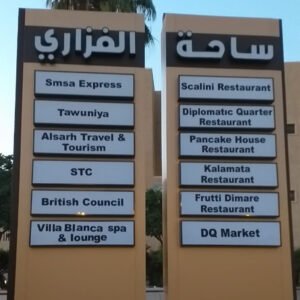 ساحة الفزاري
Smsa Express
Tawuniya
Alsarh Travel &
Tourism
STC
British Council
Villa Blanca spa
& lounge
Scalini Restaurant
Diplomatic Quarter
Restaurant
Pancake House
Restaurant
Kalamata
Restaurant
Frutti Dimare
Restaurant
DQ Market